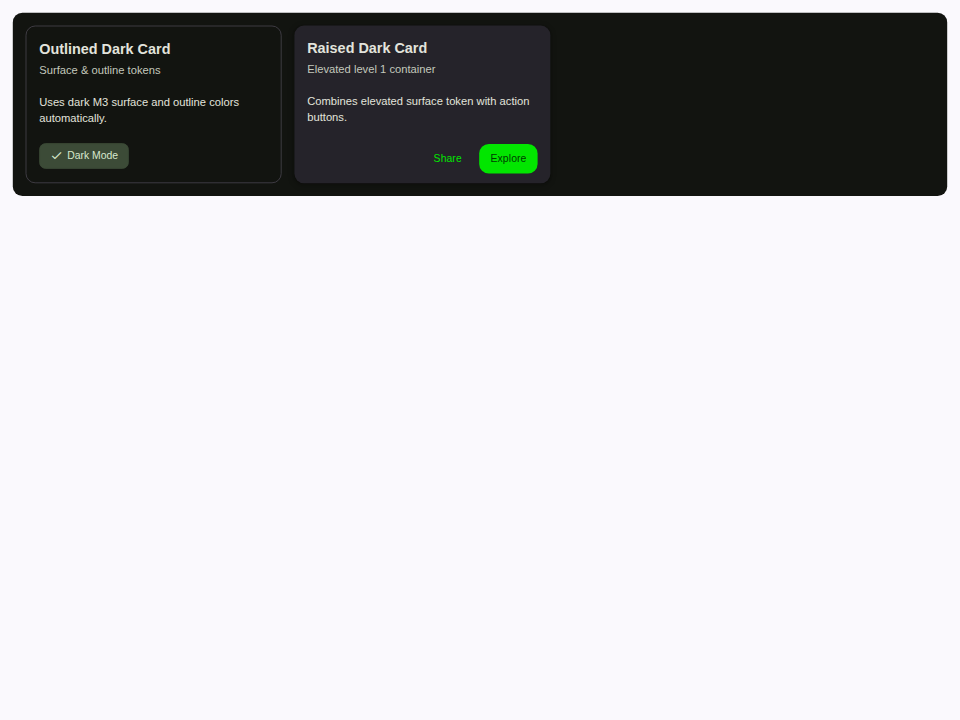 Outlined Dark Card
Surface & outline tokens
Uses dark M3 surface and outline colors
automatically.
Dark Mode
Raised Dark Card
Elevated level 1 container
Combines elevated surface token with action
buttons.
Share
Explore